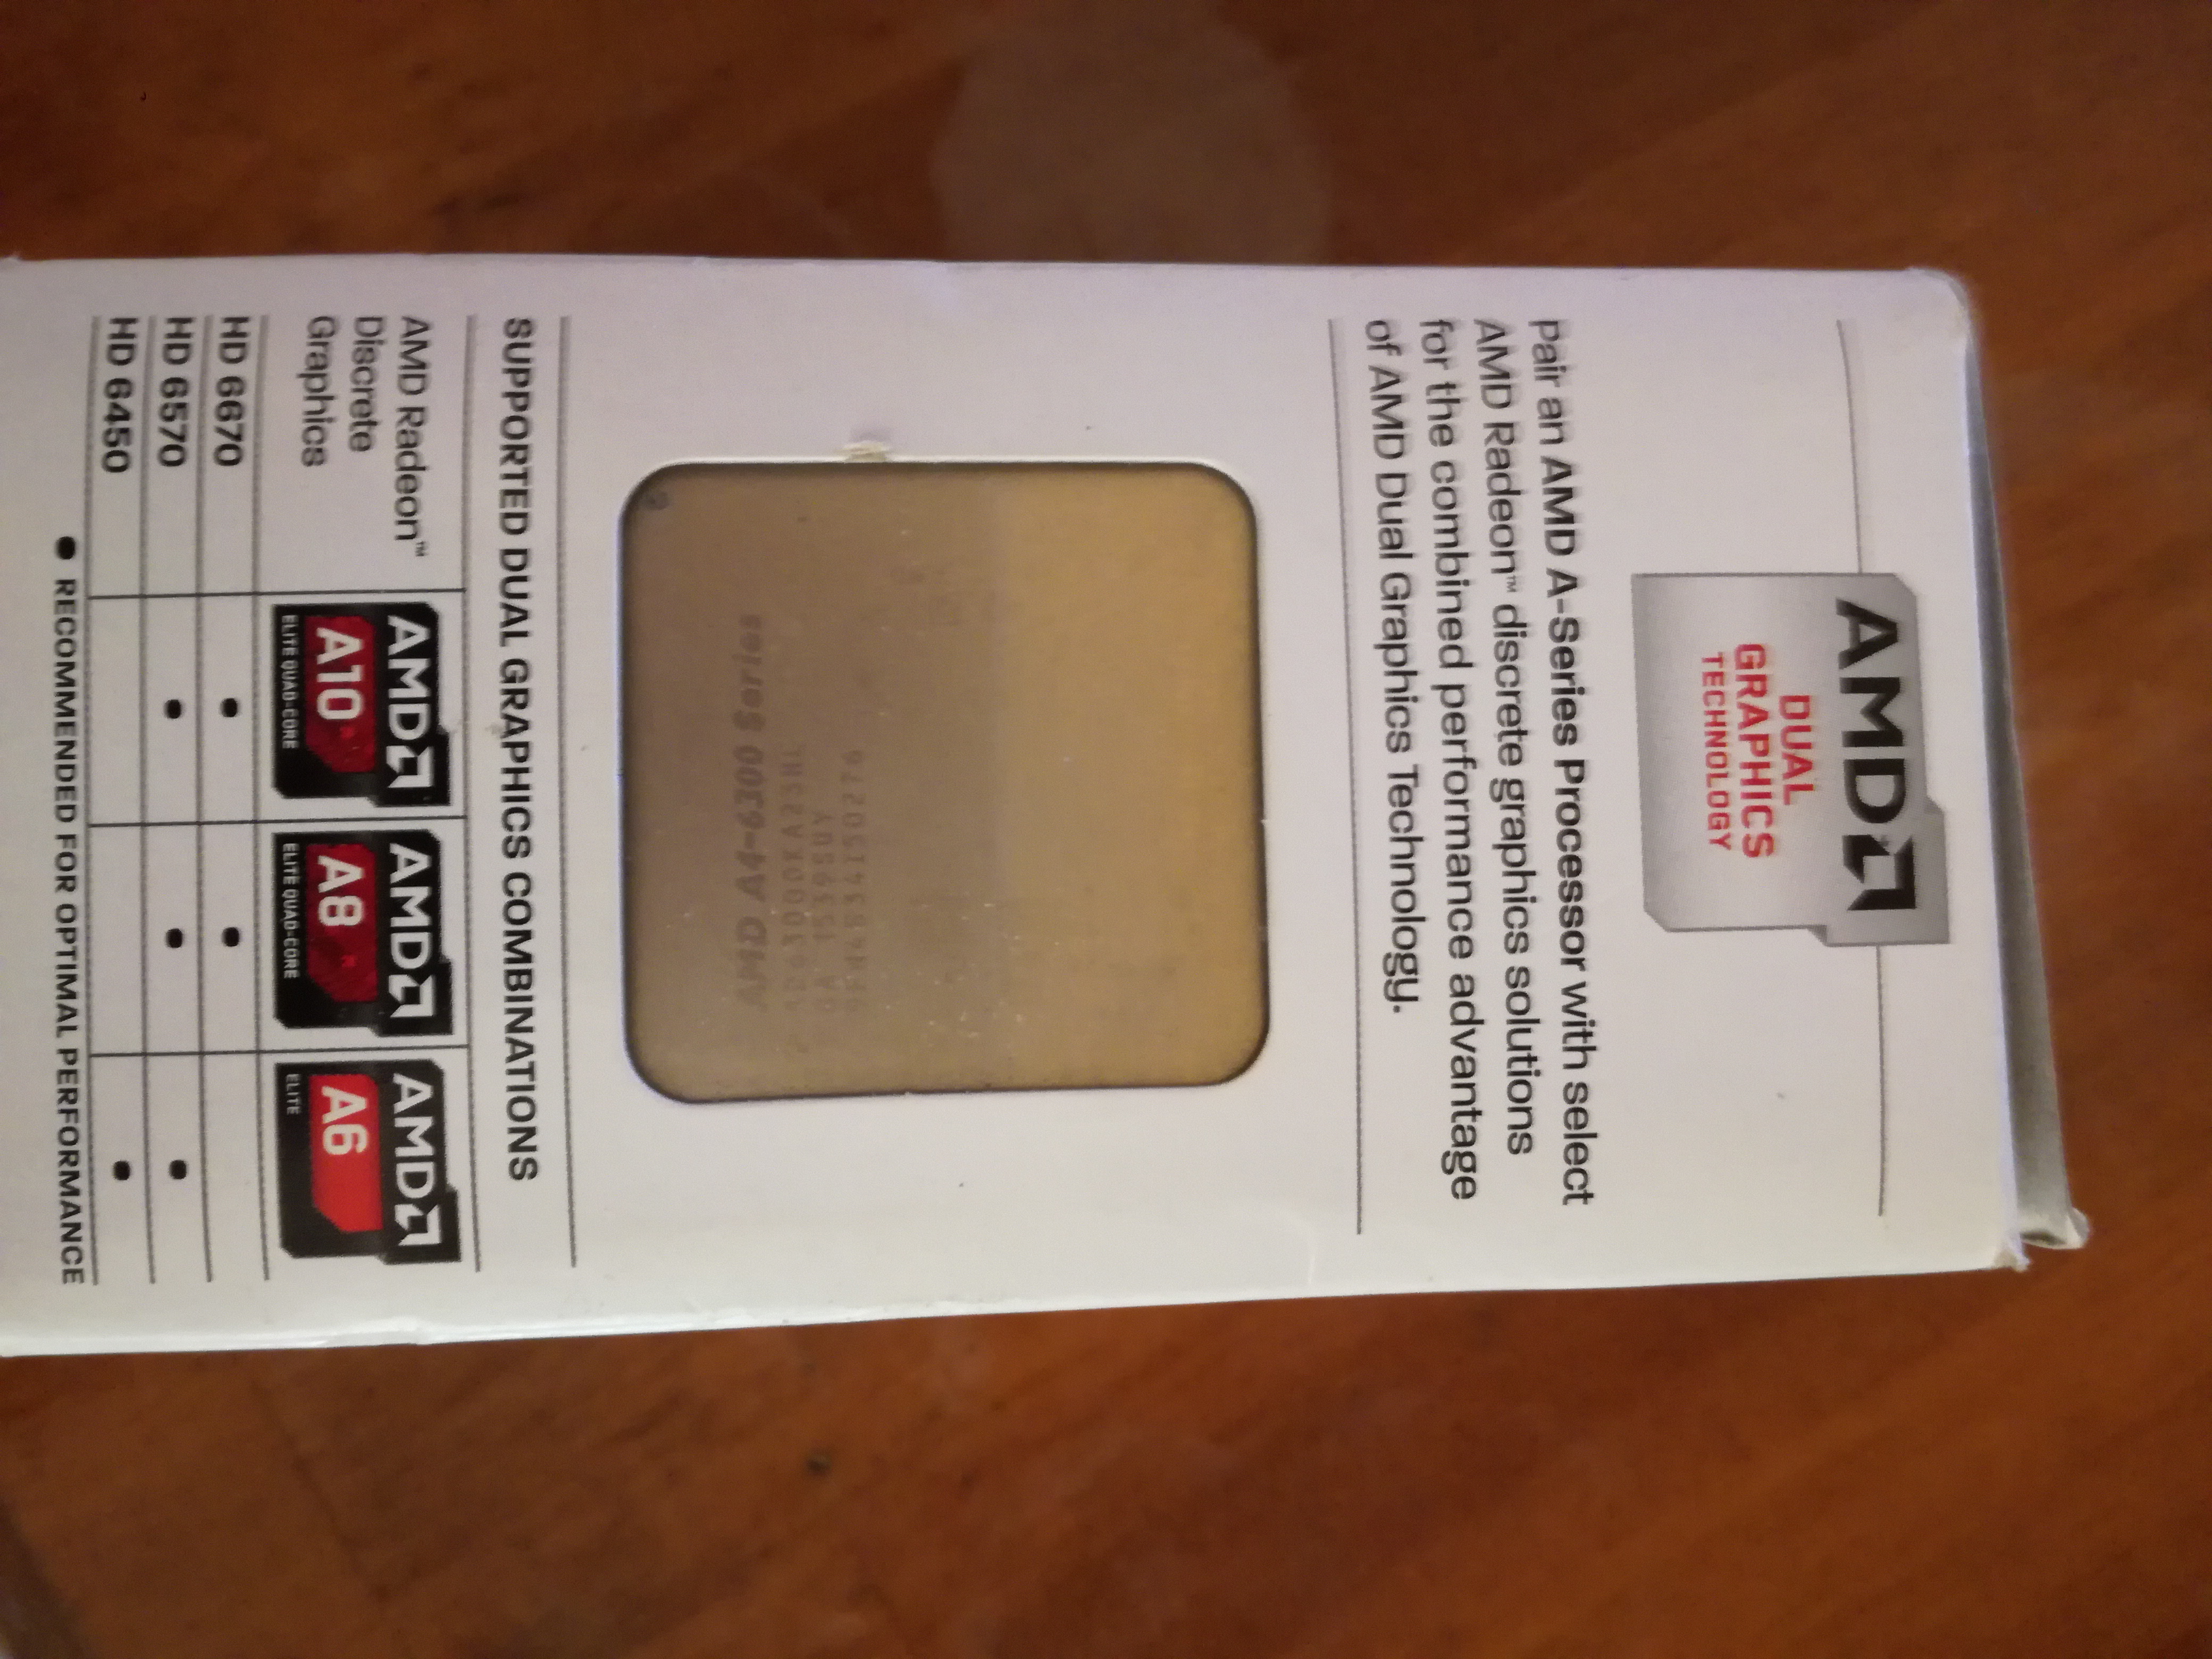 AMD
DUAL
GRAPHICS
TECHNOLOGY
Pair an AMD A-Series Processor with select
AMD Radeon™ discrete graphics solutions
for the combined performance advantage
of AMD Dual Graphics Technology.
AMD A4-6300 Series
SUPPORTED DUAL GRAPHICS COMBINATIONS
AMD Radeon™
Discrete
Graphics
AMD
A10
ELITE QUAD-CORE
AMD
A8
ELITE QUAD-CORE
AMD
A6
ELITE
HD 6670 • •
HD 6570 • • •
HD 6450 •
• RECOMMENDED FOR OPTIMAL PERFORMANCE